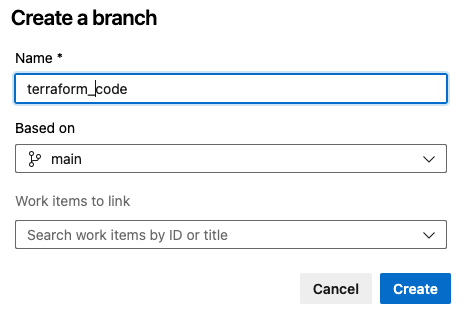 Create a branch
Name *
terraform_code
Based on
main
Work items to link
Search work items by ID or title
Cancel Create